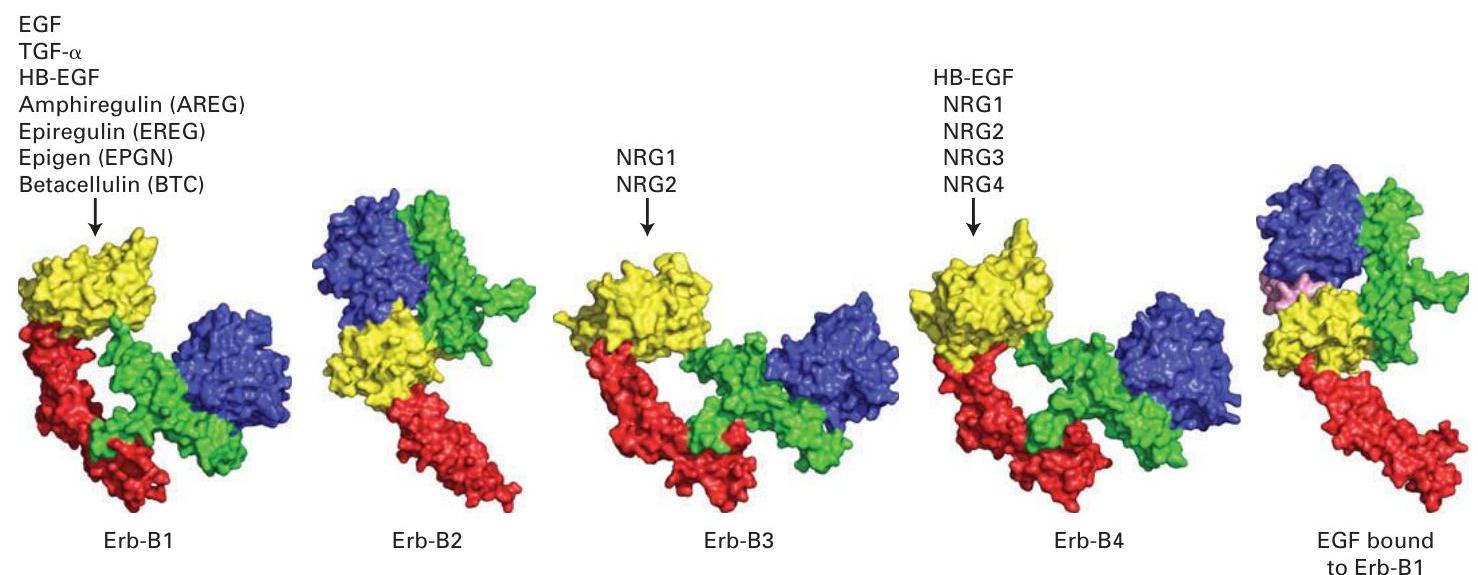 EGF
TGF-α
HB-EGF
Amphiregulin (AREG)
Epiregulin (EREG)
Epigen (EPGN)
Betacellulin (BTC)
NRG1
NRG2
HB-EGF
NRG1
NRG2
NRG3
NRG4
Erb-B1
Erb-B2
Erb-B3
Erb-B4
EGF bound
to Erb-B1